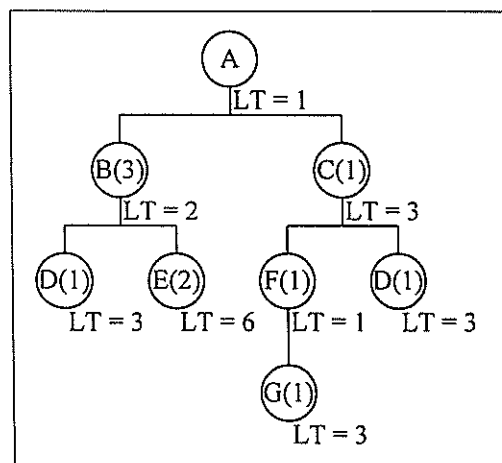 A
LT = 1
B(3) C(1)
LT = 2 LT = 3
D(1) E(2) F(1) D(1)
LT = 3 LT = 6 LT = 1 LT = 3
G(1)
LT = 3